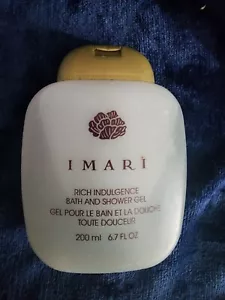 IMARI
RICH INDULGENCE
BATH AND SHOWER GEL
GEL POUR LE BAIN ET LA DOUCHE
TOUTE DOUCEUR
200 ml 6.7 FL OZ